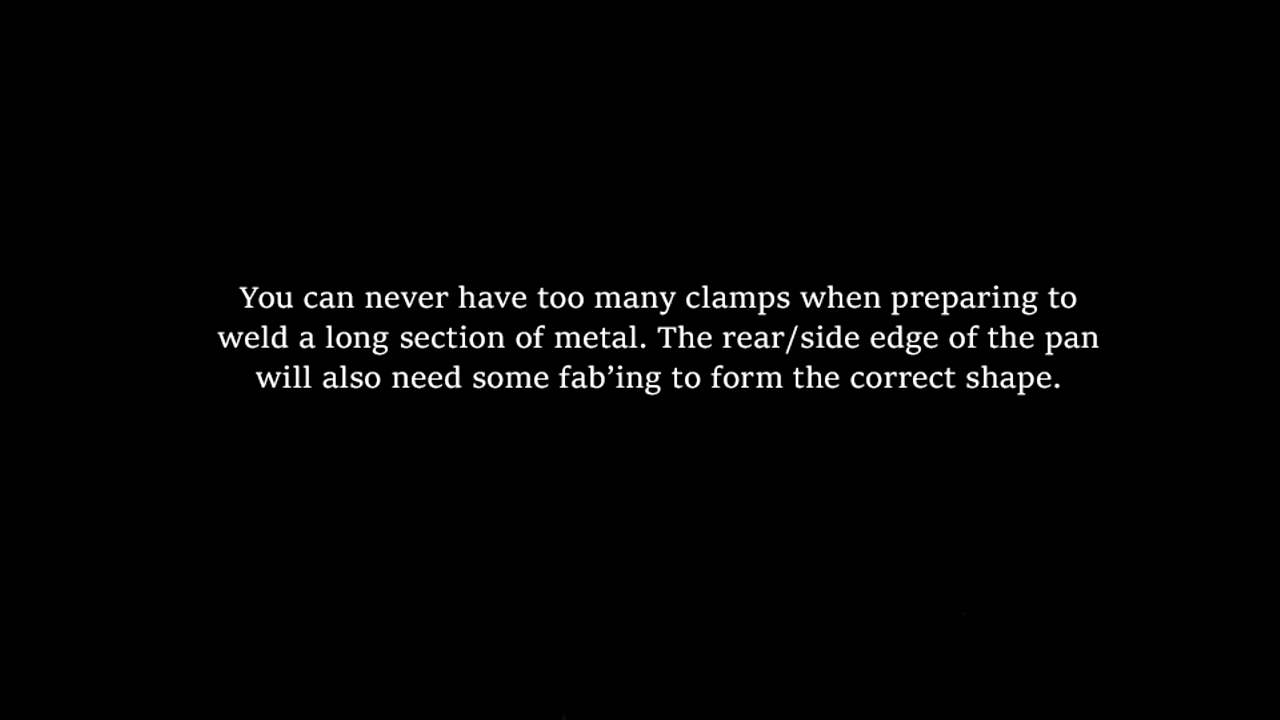 You can never have too many clamps when preparing to
weld a long section of metal. The rear/side edge of the pan
will also need some fab’ing to form the correct shape.